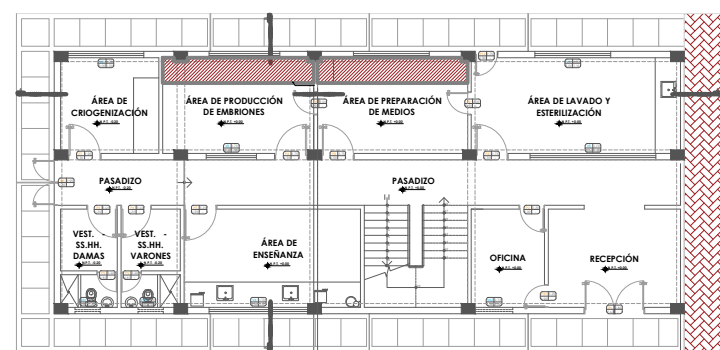 ÁREA DE
CRIOGENIZACIÓN
ÁREA DE PRODUCCIÓN
DE EMBRIONES
ÁREA DE PREPARACIÓN
DE MEDIOS
ÁREA DE LAVADO Y
ESTERILIZACIÓN
PASADIZO
PASADIZO
VEST. -
SS.HH.
DAMAS
VEST. -
SS.HH.
VARONES
ÁREA DE
ENSEÑANZA
OFICINA
RECEPCIÓN